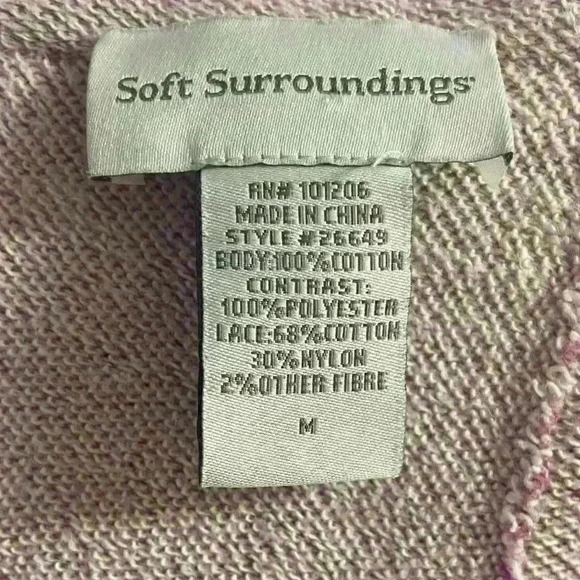 Soft Surroundings
RN# 101206
MADE IN CHINA
STYLE #26649
BODY:100%COTTON
CONTRAST:
100%POLYESTER
LACE:68%COTTON
30%NYLON
2%OTHER FIBRE
M